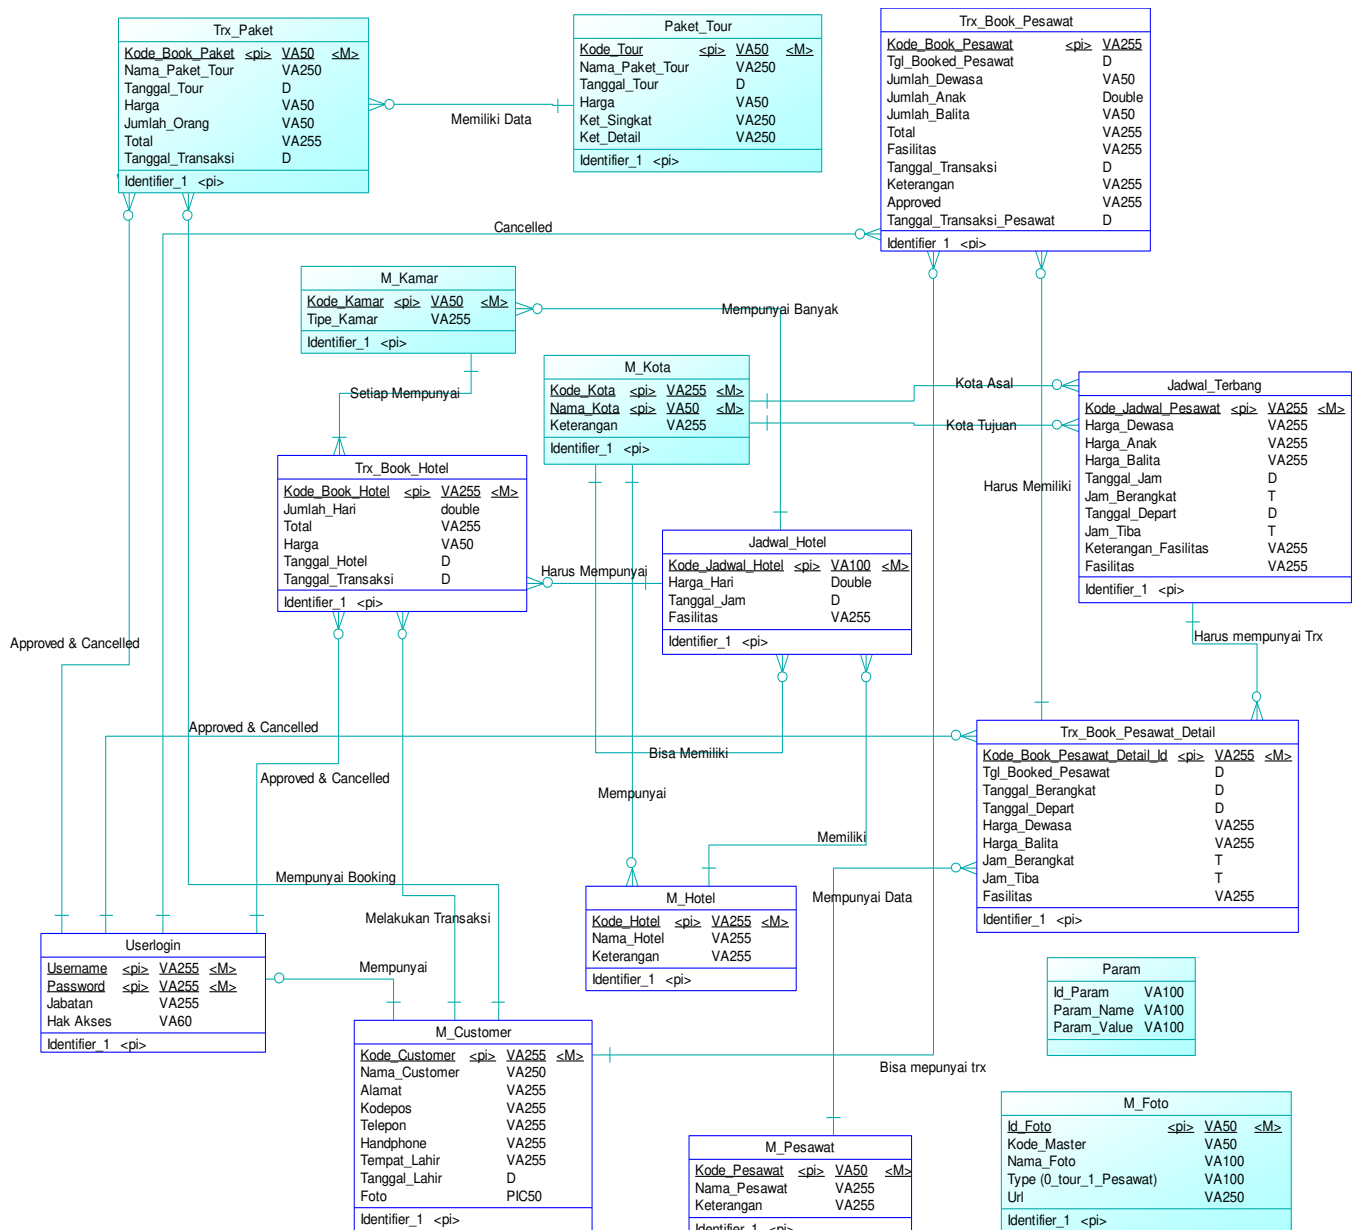 Trx_Paket
Kode_Book_Paket <pi> VA50 <M>
Nama_Paket_Tour VA250
Tanggal_Tour D
Harga VA50
Jumlah_Orang VA50
Total VA255
Tanggal_Transaksi D
Identifier_1 <pi>
Memiliki Data
Paket_Tour
Kode_Tour <pi> VA50 <M>
Nama_Paket_Tour VA250
Tanggal_Tour D
Harga VA50
Ket_Singkat VA250
Ket_Detail VA250
Identifier_1 <pi>
Trx_Book_Pesawat
Kode_Book_Pesawat <pi> VA255
Tgl_Booked_Pesawat D
Jumlah_Dewasa VA50
Jumlah_Anak Double
Jumlah_Balita VA50
Total VA255
Fasilitas VA255
Tanggal_Transaksi D
Keterangan VA255
Approved VA255
Tanggal_Transaksi_Pesawat D
Identifier_1 <pi>
Cancelled
M_Kamar
Kode_Kamar <pi> VA50 <M>
Tipe_Kamar VA255
Identifier_1 <pi>
Mempunyai Banyak
Setiap Mempunyai
M_Kota
Kode_Kota <pi> VA255 <M>
Nama_Kota <pi> VA50 <M>
Keterangan VA255
Identifier_1 <pi>
Kota Asal
Kota Tujuan
Jadwal_Terbang
Kode_Jadwal_Pesawat <pi> VA255 <M>
Harga_Dewasa VA255
Harga_Anak VA255
Harga_Balita VA255
Tanggal_Jam D
Jam_Berangkat T
Tanggal_Depart D
Jam_Tiba T
Keterangan_Fasilitas VA255
Fasilitas VA255
Identifier_1 <pi>
Harus Memiliki
Trx_Book_Hotel
Kode_Book_Hotel <pi> VA255 <M>
Jumlah_Hari double
Total VA255
Harga VA50
Tanggal_Hotel D
Tanggal_Transaksi D
Identifier_1 <pi>
Harus Mempunyai
Jadwal_Hotel
Kode_Jadwal_Hotel <pi> VA100 <M>
Harga_Hari Double
Tanggal_Jam D
Fasilitas VA255
Identifier_1 <pi>
Harus mempunyai Trx
Approved & Cancelled
Approved & Cancelled
Approved & Cancelled
Bisa Memiliki
Mempunyai
Memiliki
Trx_Book_Pesawat_Detail
Kode_Book_Pesawat_Detail_Id <pi> VA255 <M>
Tgl_Booked_Pesawat D
Tanggal_Berangkat D
Tanggal_Depart D
Harga_Dewasa VA255
Harga_Balita VA255
Jam_Berangkat T
Jam_Tiba T
Fasilitas VA255
Identifier_1 <pi>
Mempunyai Booking
Melakukan Transaksi
Mempunyai Data
M_Hotel
Kode_Hotel <pi> VA255 <M>
Nama_Hotel VA255
Keterangan VA255
Identifier_1 <pi>
Userlogin
Username <pi> VA255 <M>
Password <pi> VA255 <M>
Jabatan VA255
Hak Akses VA60
Identifier_1 <pi>
Mempunyai
Param
Id_Param VA100
Param_Name VA100
Param_Value VA100
M_Customer
Kode_Customer <pi> VA255 <M>
Nama_Customer VA250
Alamat VA255
Kodepos VA255
Telepon VA255
Handphone VA255
Tempat_Lahir VA255
Tanggal_Lahir D
Foto PIC50
Identifier_1 <pi>
Bisa mepunyai trx
M_Pesawat
Kode_Pesawat <pi> VA50 <M>
Nama_Pesawat VA255
Keterangan VA255
Identifier_1 <pi>
M_Foto
Id_Foto <pi> VA50 <M>
Kode_Master VA50
Nama_Foto VA100
Type (0_tour_1_Pesawat) VA100
Url VA250
Identifier_1 <pi>